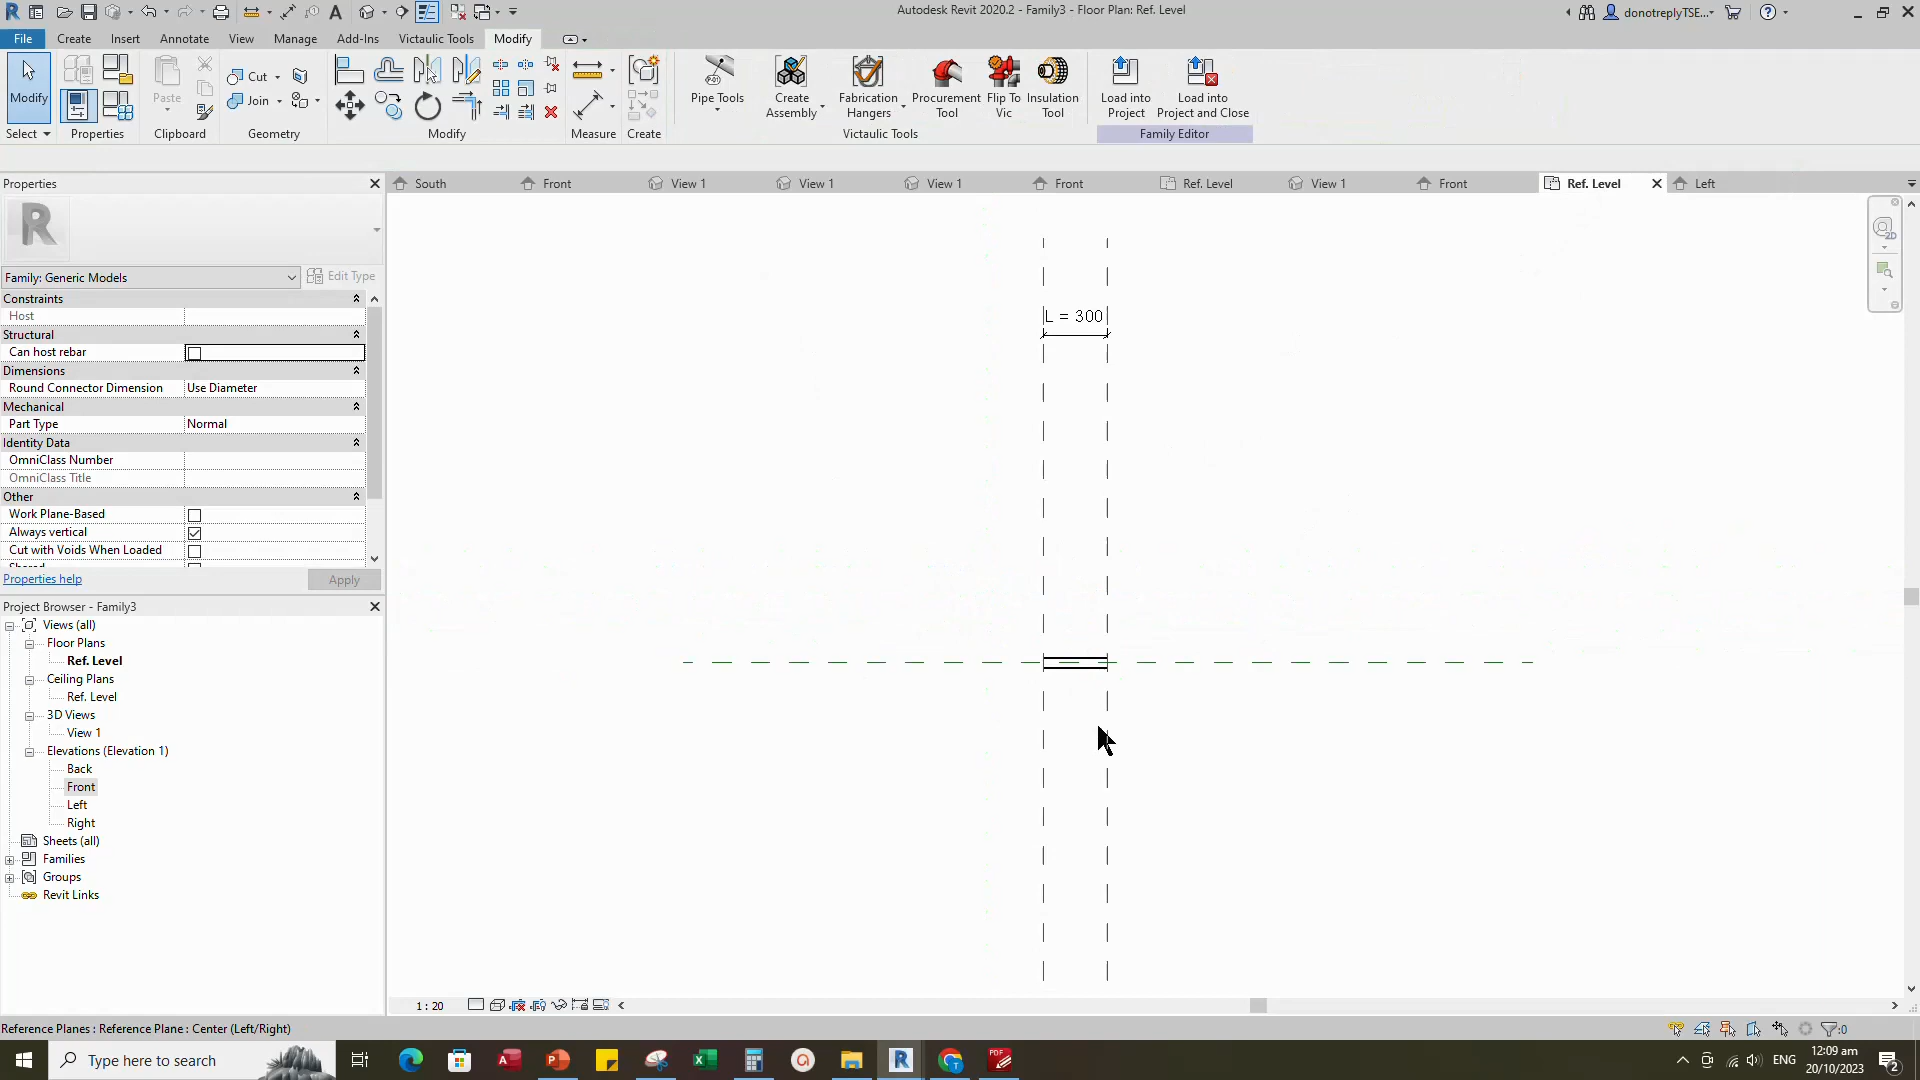 Autodesk Revit 2020.2 - Family3 - Floor Plan: Ref. Level
donotreplyTSE...
File Create Insert Annotate View Manage Add-Ins Victaulic Tools Modify
Modify
Paste
Cut
Join
Pipe Tools
Create Assembly
Fabrication Hangers
Procurement Tool
Flip To Vic
Insulation Tool
Load into Project
Load into Project and Close
Select Properties Clipboard Geometry Modify Measure Create Victaulic Tools Family Editor
Properties
South Front View 1 View 1 View 1 Front Ref. Level View 1 Front Ref. Level Left
Family: Generic Models
Edit Type
Constraints
Host
Structural
Can host rebar
Dimensions
Round Connector Dimension Use Diameter
Mechanical
Part Type Normal
Identity Data
OmniClass Number
OmniClass Title
Other
Work Plane-Based
Always vertical
Cut with Voids When Loaded
Shared
Properties help
Apply
L = 300
Project Browser - Family3
Views (all)
Floor Plans
Ref. Level
Ceiling Plans
Ref. Level
3D Views
View 1
Elevations (Elevation 1)
Back
Front
Left
Right
Sheets (all)
Families
Groups
Revit Links
1 : 20
Reference Planes : Reference Plane : Center (Left/Right)
:0
Type here to search
ENG
12:09 am
20/10/2023
2